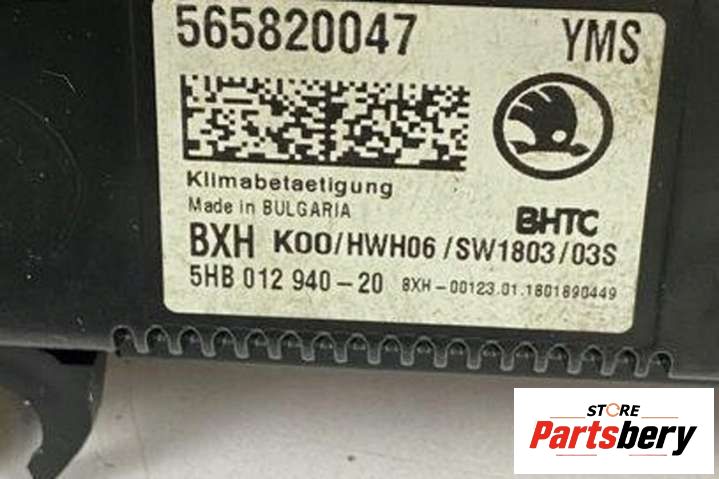 565820047 YMS
Klimabetaetigung
Made in BULGARIA
BHTC
BXH K00/HWH06/SW1803/03S
5HB 012 940-20 8XH-00123.01.1801890449
STORE
Partsbery